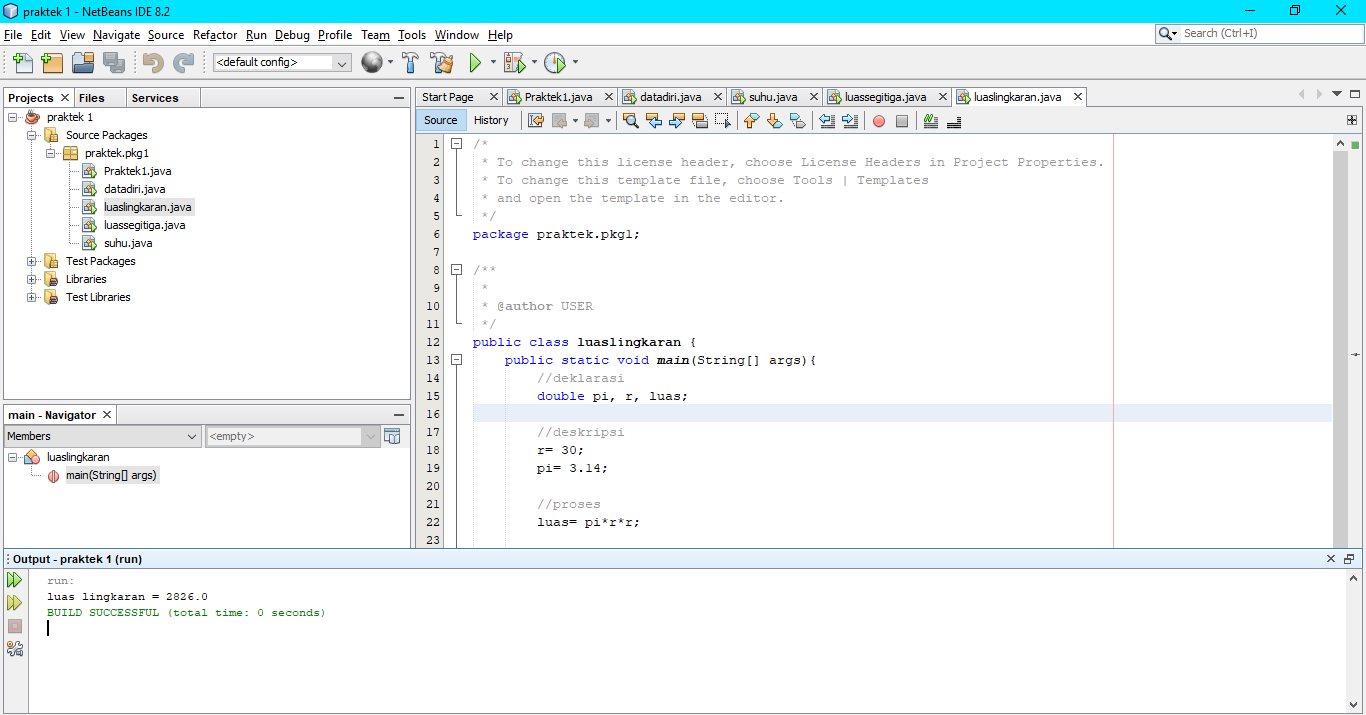 praktek 1 - NetBeans IDE 8.2
File Edit View Navigate Source Refactor Run Debug Profile Team Tools Window Help
Search (Ctrl+I)
<default config>
Projects Files Services
praktek 1
Source Packages
praktek.pkg1
Praktek1.java
datadiri.java
luaslingkaran.java
luassegitiga.java
suhu.java
Test Packages
Libraries
Test Libraries
main - Navigator
Members <empty>
luaslingkaran
main(String[] args)
Start Page Praktek1.java datadiri.java suhu.java luassegitiga.java luaslingkaran.java
Source History
1 /*
2 * To change this license header, choose License Headers in Project Properties.
3 * To change this template file, choose Tools | Templates
4 * and open the template in the editor.
5 */
6 package praktek.pkg1;
7
8 /**
9 *
10 * @author USER
11 */
12 public class luaslingkaran {
13 public static void main(String[] args){
14 //deklarasi
15 double pi, r, luas;
16
17 //deskripsi
18 r= 30;
19 pi= 3.14;
20
21 //proses
22 luas= pi*r*r;
23
Output - praktek 1 (run)
run:
luas lingkaran = 2826.0
BUILD SUCCESSFUL (total time: 0 seconds)